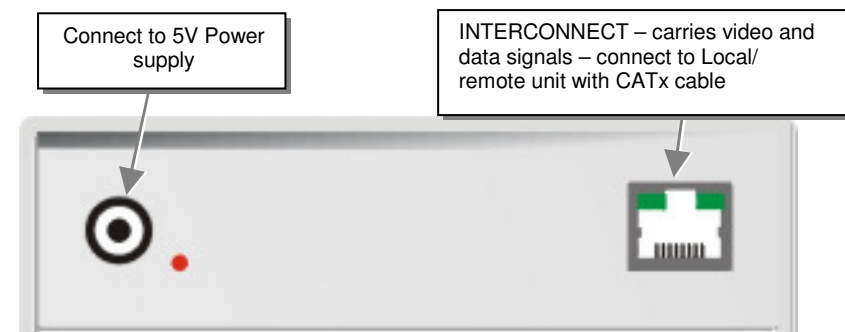 Connect to 5V Power
supply
INTERCONNECT – carries video and
data signals – connect to Local/
remote unit with CATx cable